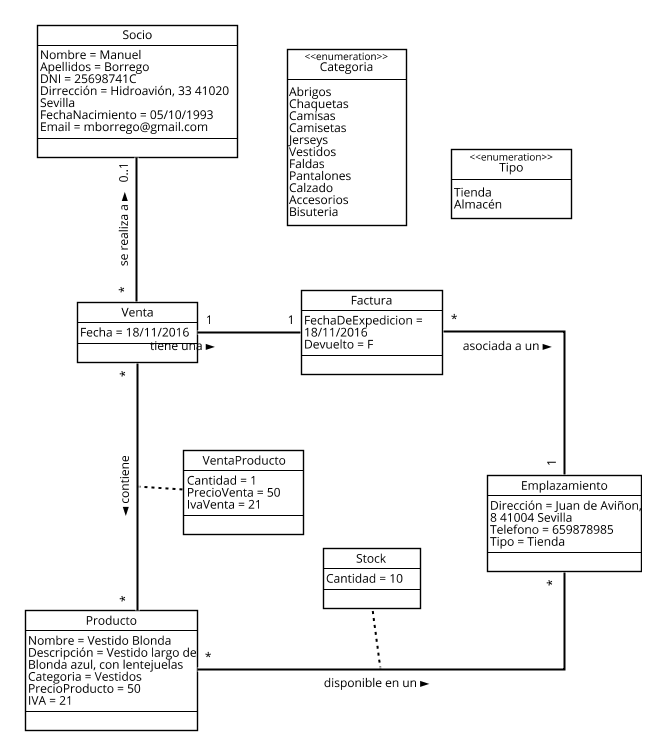 Socio
Nombre = Manuel
Apellidos = Borrego
DNI = 25698741C
Dirrección = Hidroavión, 33 41020
Sevilla
FechaNacimiento = 05/10/1993
Email = mborrego@gmail.com
<<enumeration>>
Categoria
Abrigos
Chaquetas
Camisas
Camisetas
Jerseys
Vestidos
Faldas
Pantalones
Calzado
Accesorios
Bisuteria
<<enumeration>>
Tipo
Tienda
Almacén
0..1
se realiza a ►
*
Venta
Fecha = 18/11/2016
1
1
tiene una ►
*
Factura
FechaDeExpedicion =
18/11/2016
Devuelto = F
*
asociada a un ►
1
◄ contiene
VentaProducto
Cantidad = 1
PrecioVenta = 50
IvaVenta = 21
Emplazamiento
Dirección = Juan de Aviñon,
8 41004 Sevilla
Telefono = 659878985
Tipo = Tienda
*
Stock
Cantidad = 10
*
Producto
Nombre = Vestido Blonda
Descripción = Vestido largo de
Blonda azul, con lentejuelas
Categoria = Vestidos
PrecioProducto = 50
IVA = 21
*
disponible en un ►